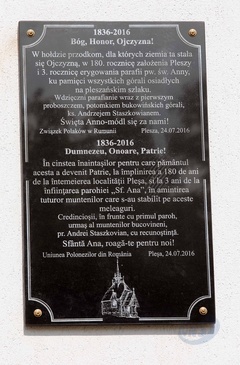 1836-2016
Bóg, Honor, Ojczyzna!
W hołdzie przodkom, dla których ziemia ta stała
się Ojczyzną, w 180. rocznicę założenia Pleszy
i 3. rocznicę erygowania parafii pw. św. Anny,
ku pamięci wszystkich górali osiadłych
na pleszańskim szlaku.
Wdzięczni parafianie wraz z pierwszym
proboszczem, potomkiem bukowińskich górali,
ks. Andrzejem Staszkowianem.
Święta Anno-módl się za nami!
Związek Polaków w Rumunii Plesza, 24.07.2016
1836-2016
Dumnezeu, Onoare, Patrie!
În cinstea înaintașilor pentru care pământul
acesta a devenit Patrie, la împlinirea a 180 de ani
de la întemeierea localității Pleșa, și la 3 ani de la
înființarea parohiei „Sf. Ana”, în amintirea
tuturor muntenilor care s-au stabilit pe aceste
meleaguri.
Credincioșii, în frunte cu primul paroh,
urmaș al muntenilor bucovineni,
pr. Andrei Staszkovian, cu recunoștință.
Sfântă Ana, roagă-te pentru noi!
Uniunea Polonezilor din România Pleșa, 24.07.2016